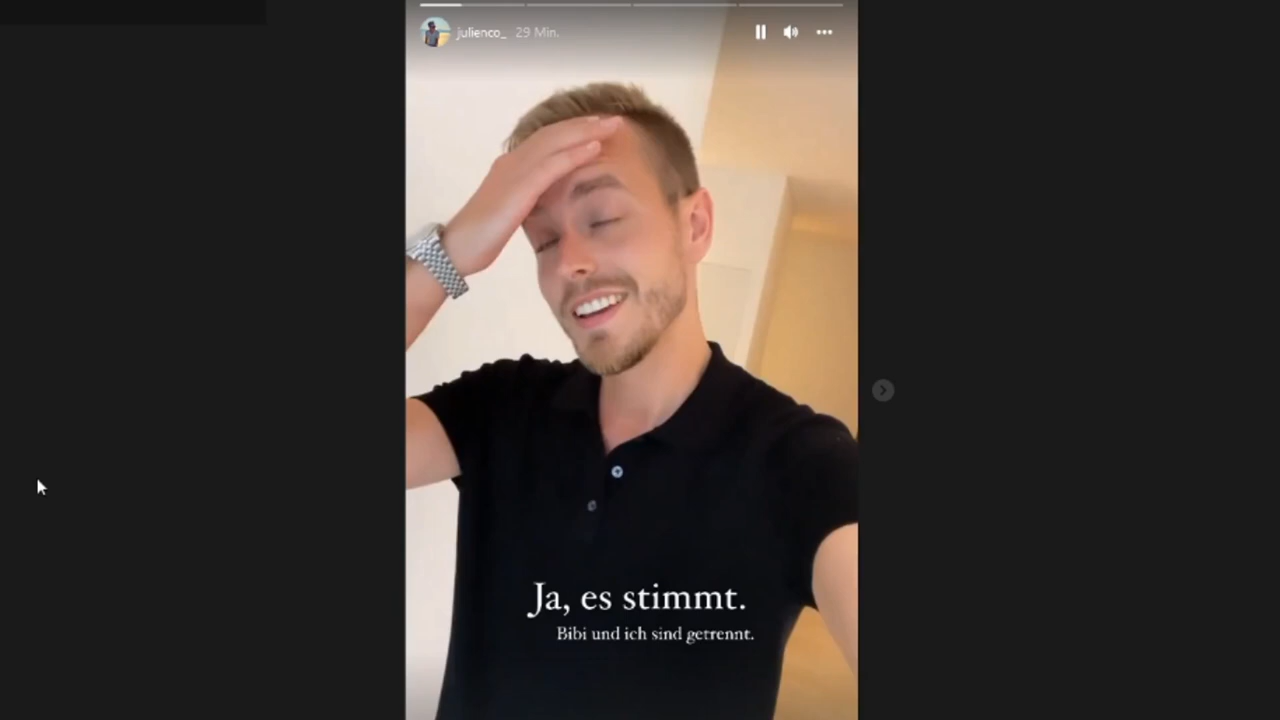 julienco_ 29 Min.
Ja, es stimmt.
Bibi und ich sind getrennt.